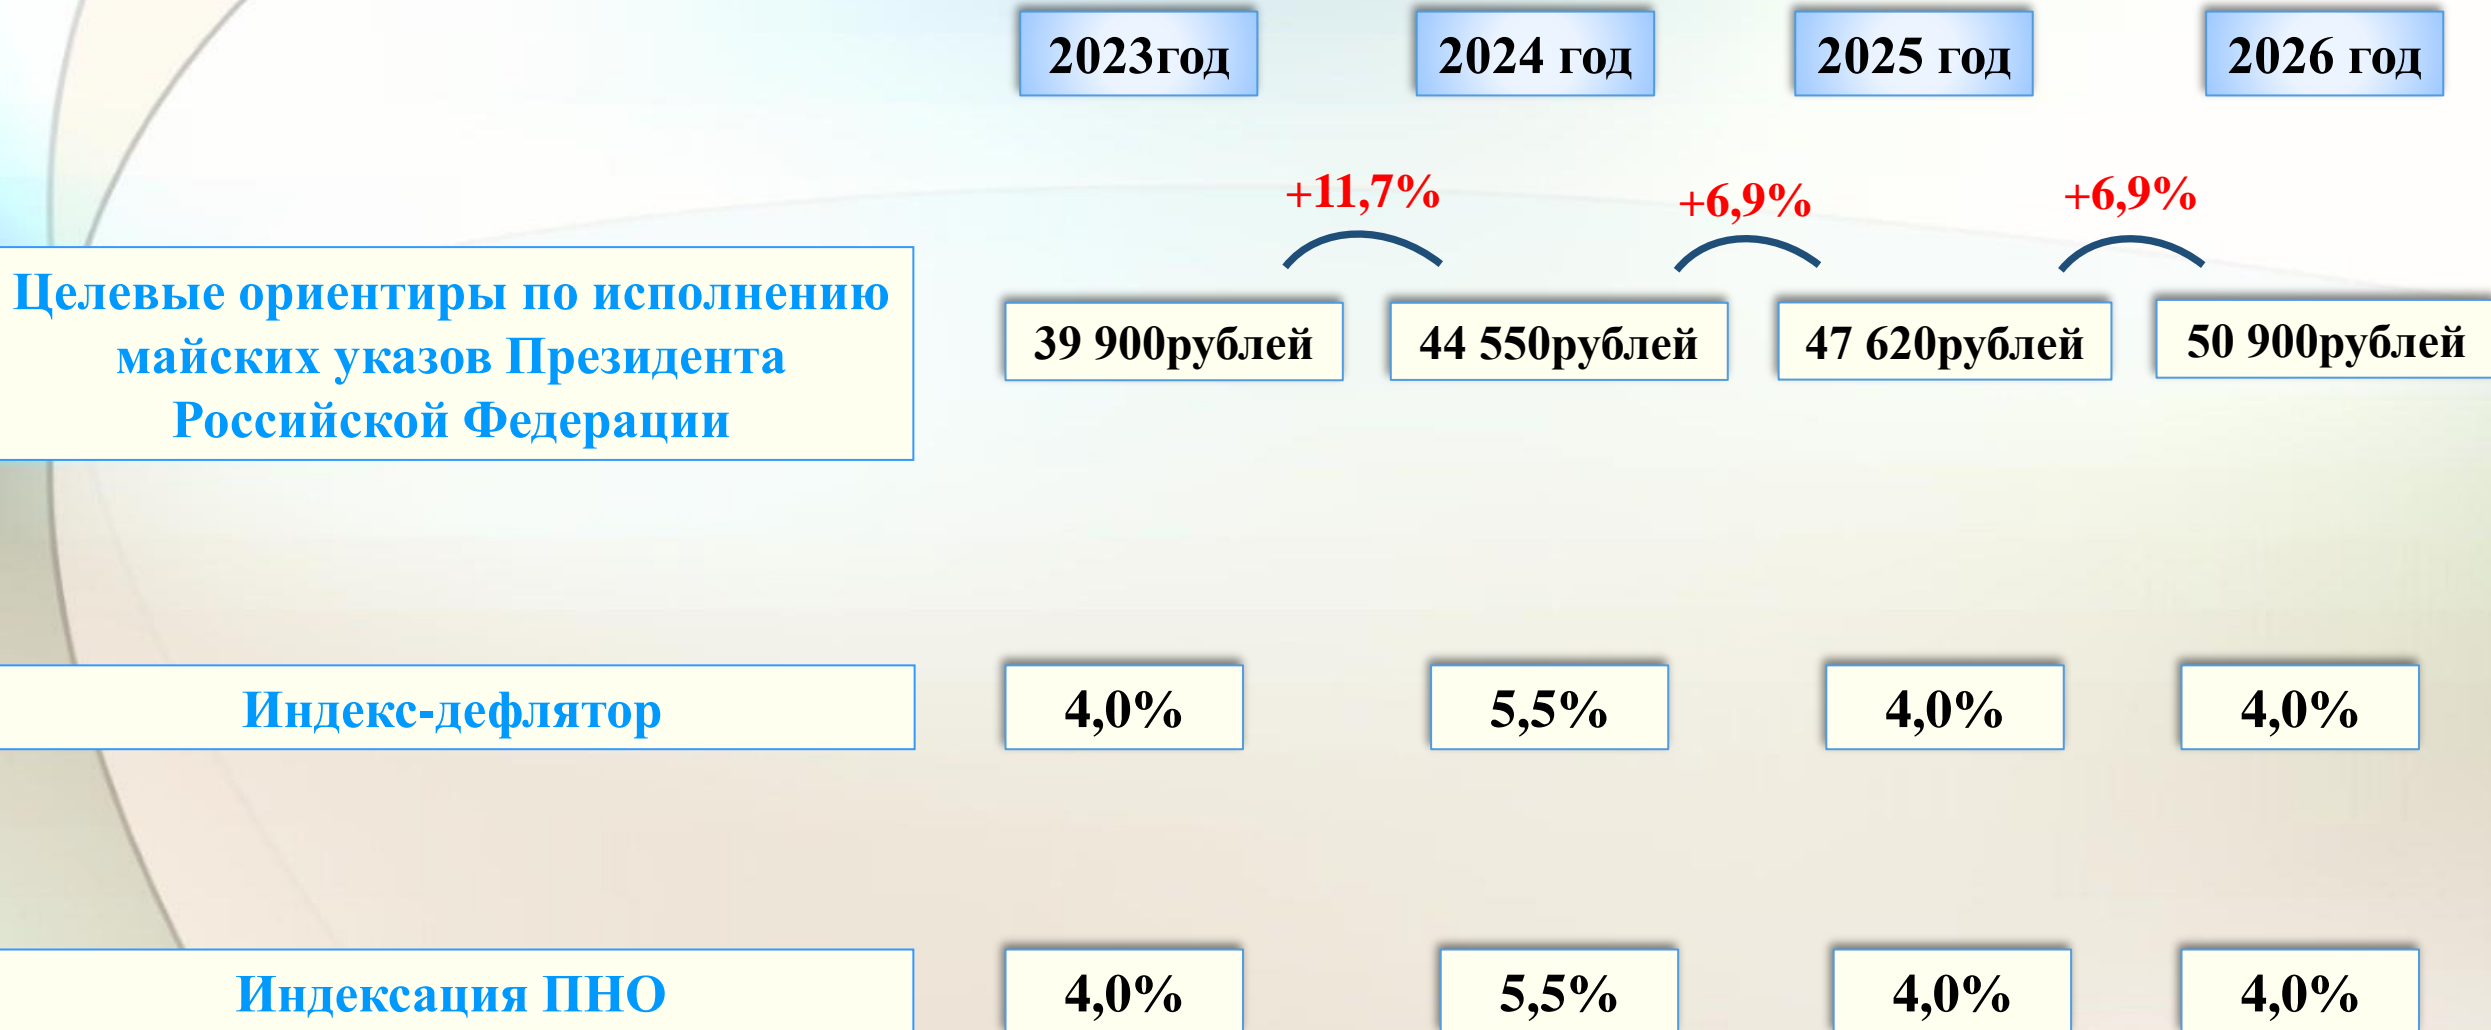 2023год 2024 год 2025 год 2026 год
+11,7% +6,9% +6,9%
Целевые ориентиры по исполнению
майских указов Президента
Российской Федерации
39 900рублей 44 550рублей 47 620рублей 50 900рублей
Индекс-дефлятор 4,0% 5,5% 4,0% 4,0%
Индексация ПНО 4,0% 5,5% 4,0% 4,0%